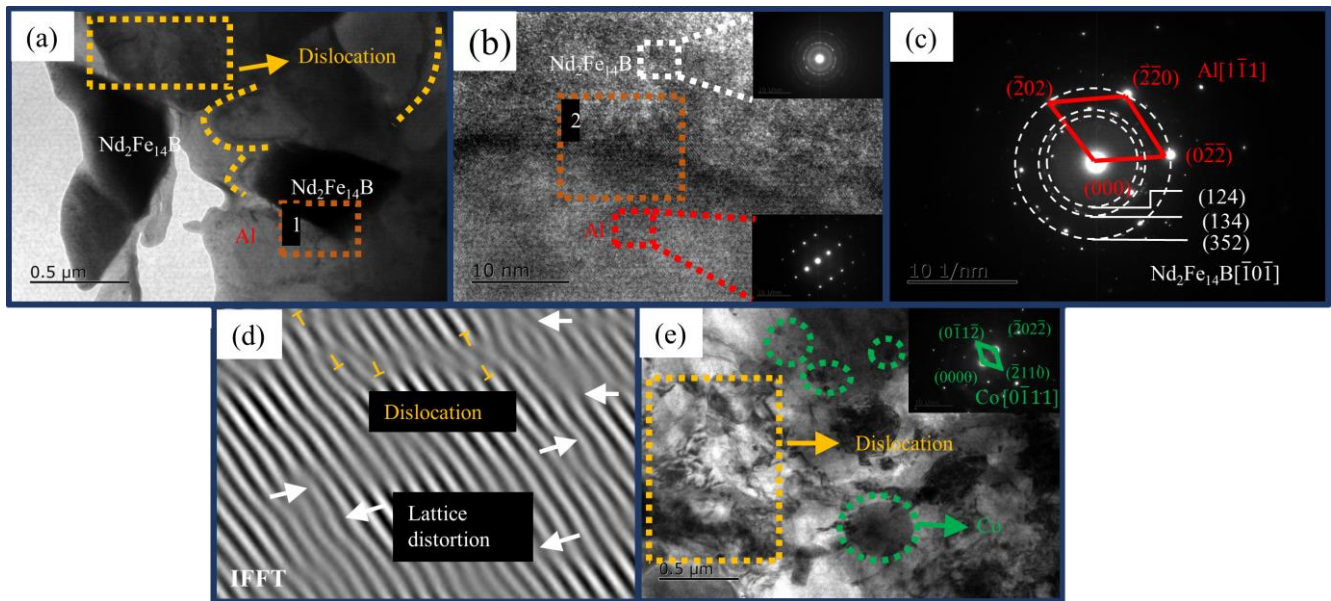 (a)
Dislocation
Nd₂Fe₁₄B
Nd₂Fe₁₄B
Al
1
0.5 μm
(b)
Nd₂Fe₁₄B
2
Al
10 nm
(c)
Al[11̄1]
(2̄02)
(2̄2̄0)
(02̄2̄)
(000)
(124)
(134)
(352)
Nd₂Fe₁₄B[1̄01̄]
10 1/nm
(d)
Dislocation
Lattice
distortion
IFFT
(e)
(01̄12̄)
(2̄02̄2̄)
(0000)
(2̄110)
Co[01̄11]
Dislocation
Co
0.5 μm